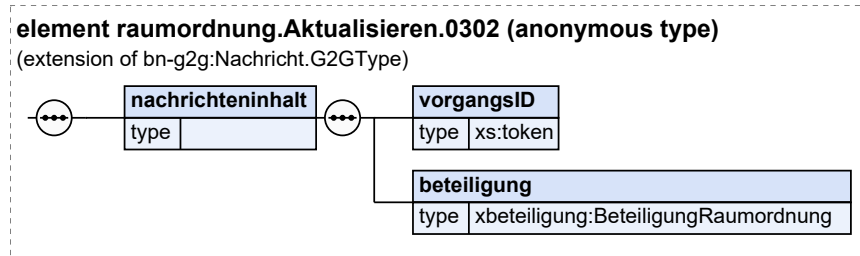 element raumordnung.Aktualisieren.0302 (anonymous type)
(extension of bn-g2g:Nachricht.G2GType)
nachrichteninhalt
type
vorgangsID
type xs:token
beteiligung
type xbeteiligung:BeteiligungRaumordnung